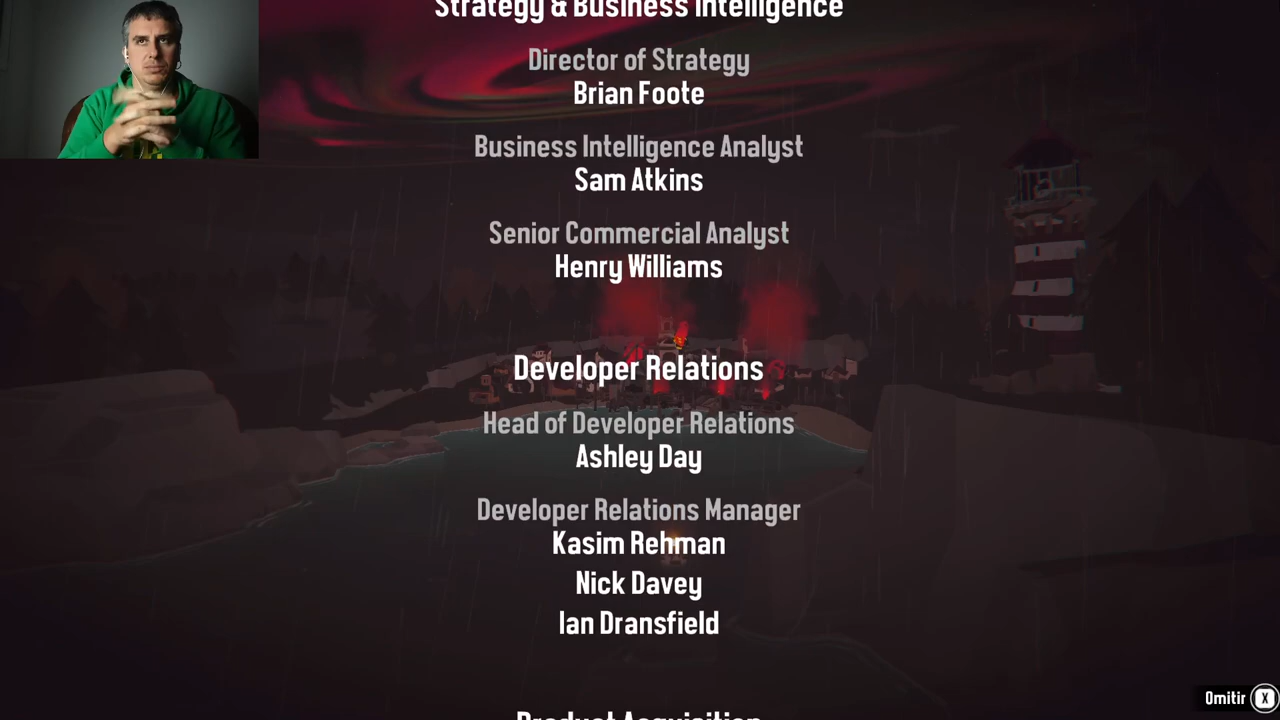 Strategy & Business Intelligence
Director of Strategy
Brian Foote
Business Intelligence Analyst
Sam Atkins
Senior Commercial Analyst
Henry Williams
Developer Relations
Head of Developer Relations
Ashley Day
Developer Relations Manager
Kasim Rehman
Nick Davey
Ian Dransfield
Product Acquisition
Omitir X